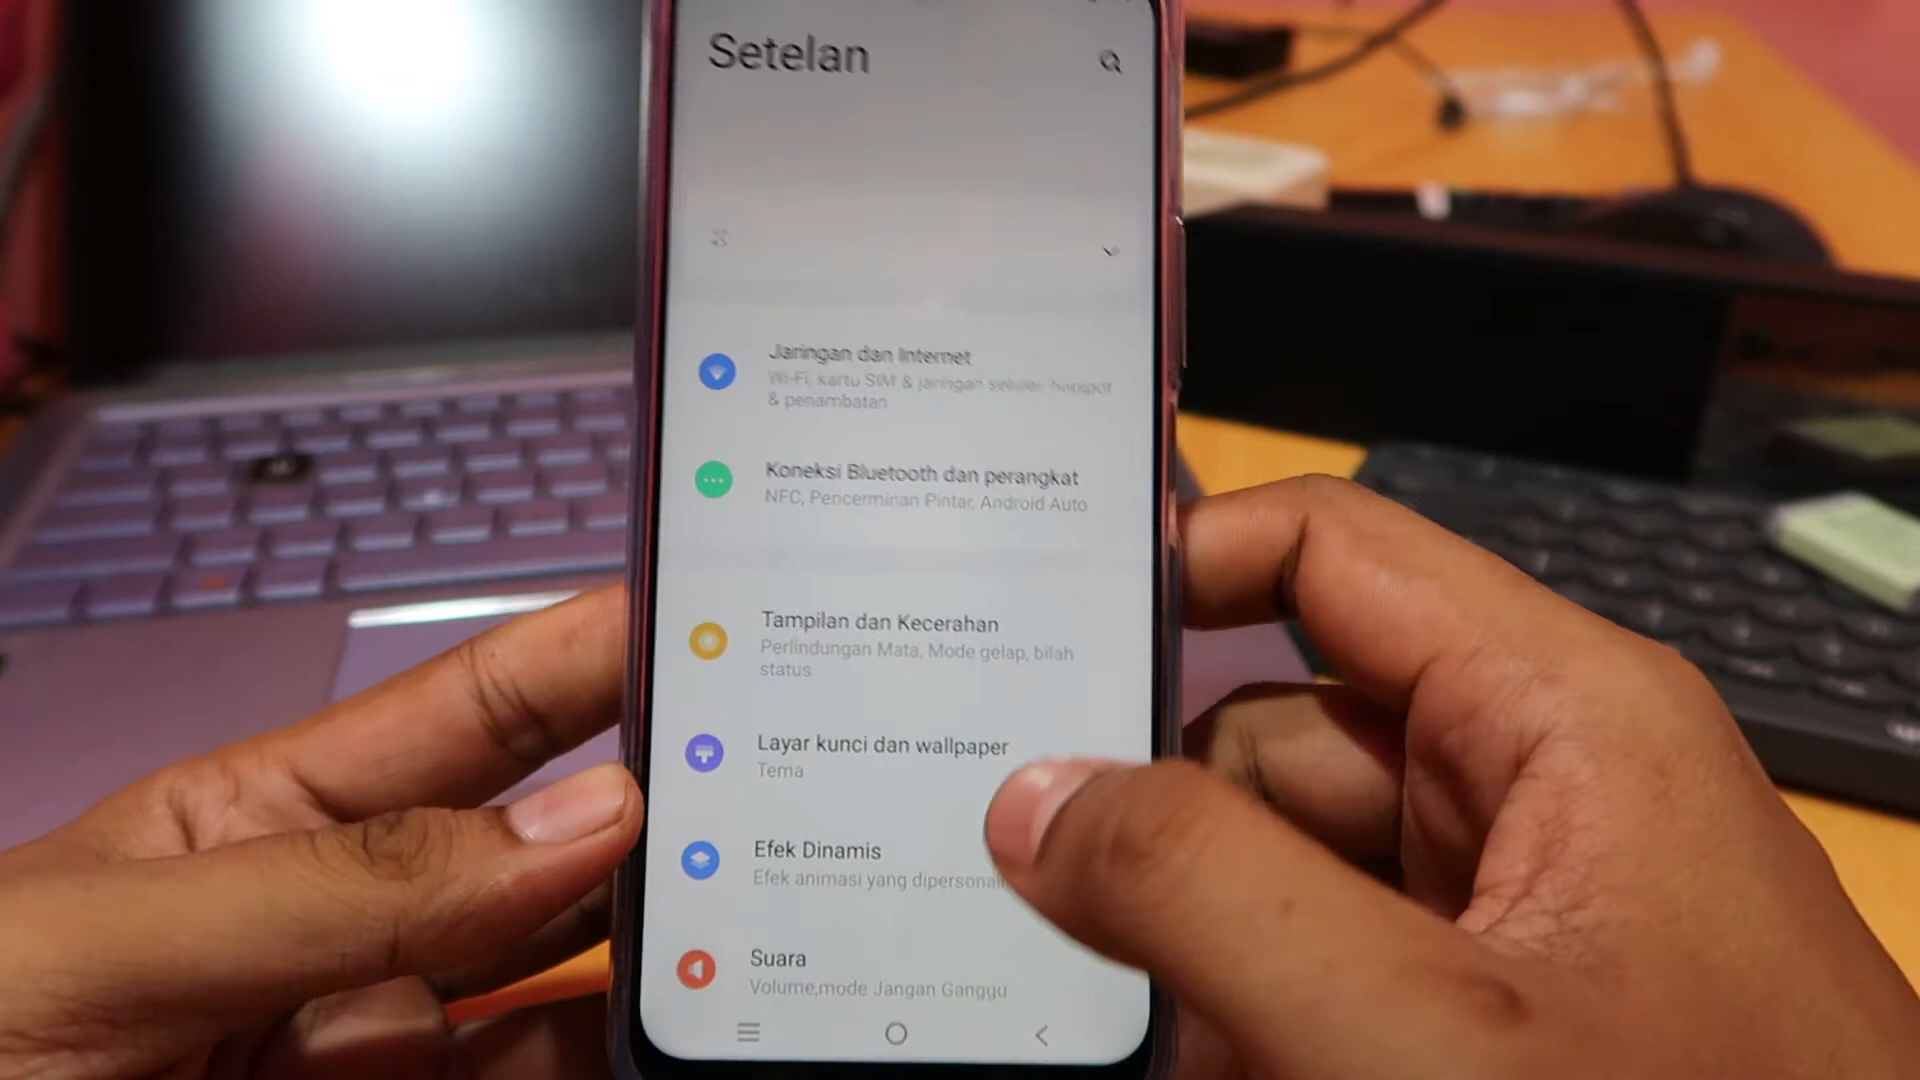 Setelan
Jaringan dan Internet
Wi-Fi, kartu SIM & jaringan seluler, hotspot
& penambatan
Koneksi Bluetooth dan perangkat
NFC, Pencerminan Pintar, Android Auto
Tampilan dan Kecerahan
Perlindungan Mata, Mode gelap, bilah
status
Layar kunci dan wallpaper
Tema
Efek Dinamis
Efek animasi yang
Suara
Volume,mode Jangan Ganggu